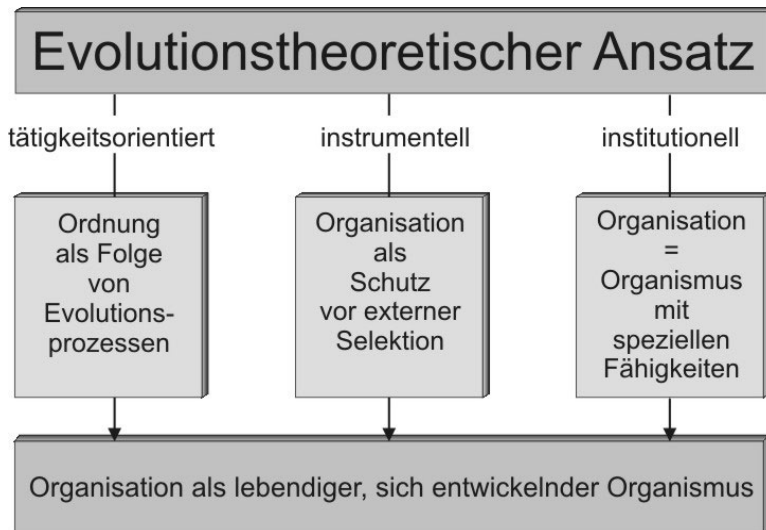 Evolutionstheoretischer Ansatz
tätigkeitsorientiert
instrumentell
institutionell
Ordnung
als Folge
von
Evolutions-
prozessen
Organisation
als
Schutz
vor externer
Selektion
Organisation
=
Organismus
mit
speziellen
Fähigkeiten
Organisation als lebendiger, sich entwickelnder Organismus